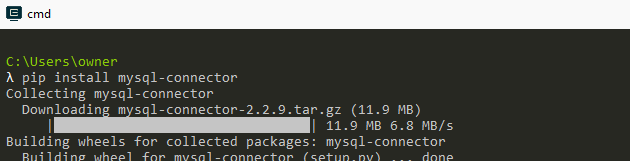 cmd
C:\Users\owner
λ pip install mysql-connector
Collecting mysql-connector
  Downloading mysql-connector-2.2.9.tar.gz (11.9 MB)
     |████████████████████████████████| 11.9 MB 6.8 MB/s
Building wheels for collected packages: mysql-connector
  Building wheel for mysql-connector (setup.py) ... done